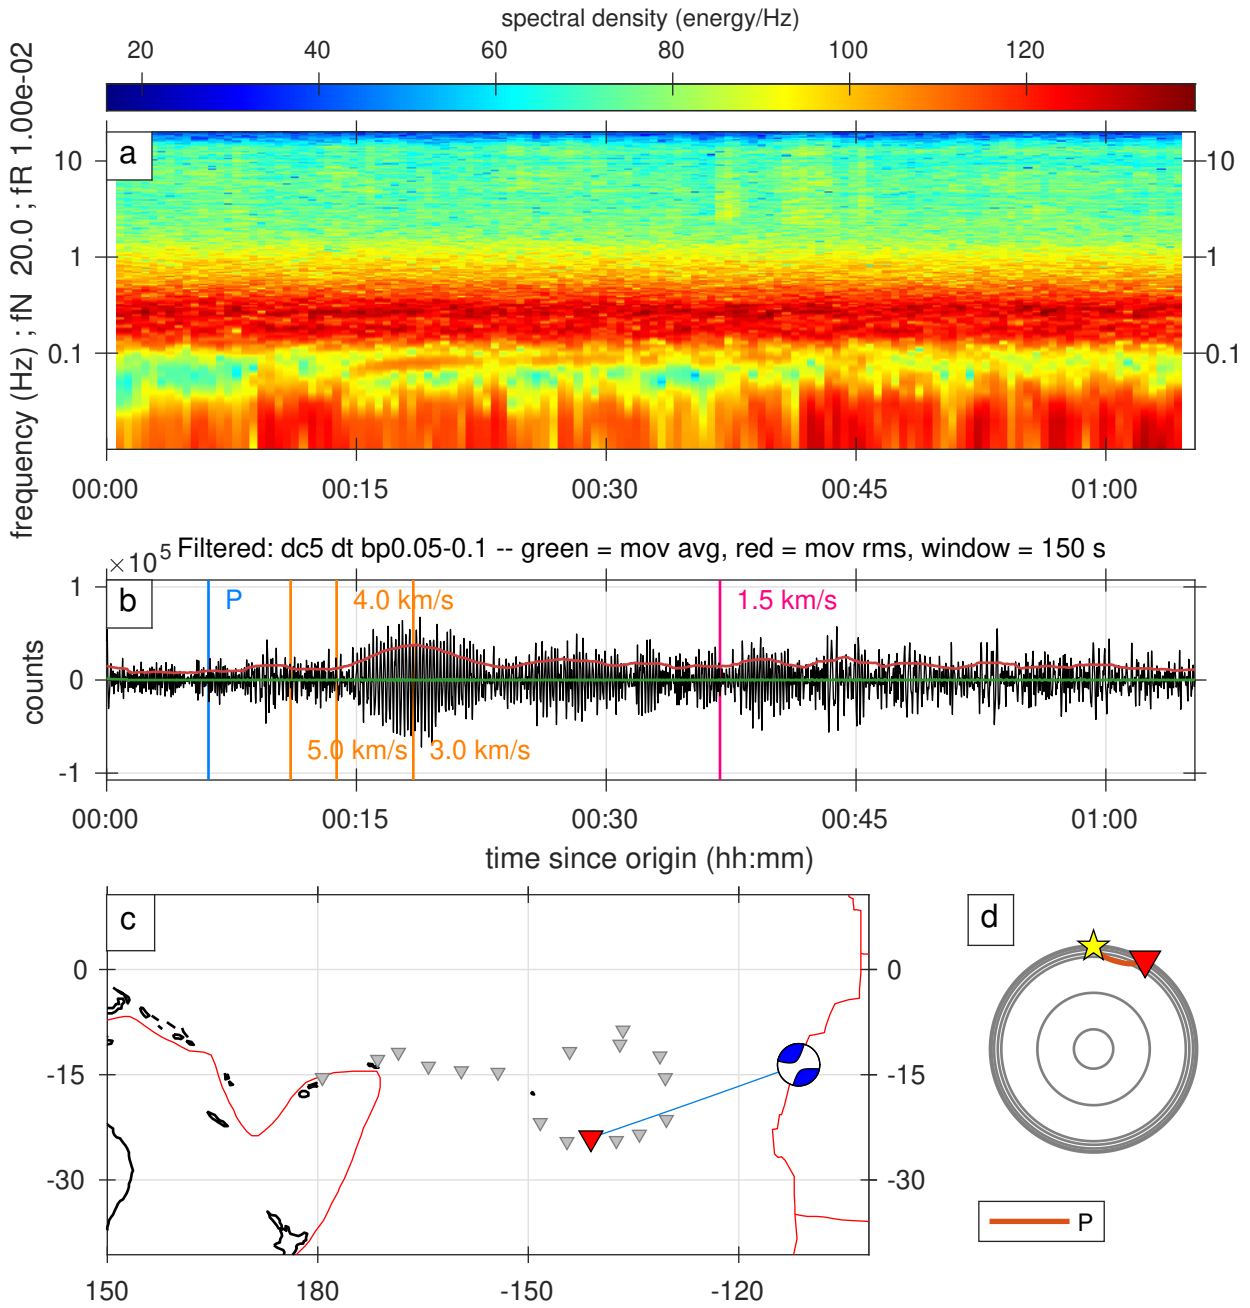 spectral density (energy/Hz)
20 40 60 80 100 120
frequency (Hz) ; fN 20.0 ; fR 1.00e-02
a
10 10
1 1
0.1 0.1
00:00 00:15 00:30 00:45 01:00
×10^5 Filtered: dc5 dt bp0.05-0.1 -- green = mov avg, red = mov rms, window = 150 s
b
counts
1
0
-1
P 4.0 km/s 1.5 km/s
5.0 km/s 3.0 km/s
00:00 00:15 00:30 00:45 01:00
time since origin (hh:mm)
c
d
0 0
-15 -15
-30 -30
150 180 -150 -120
P